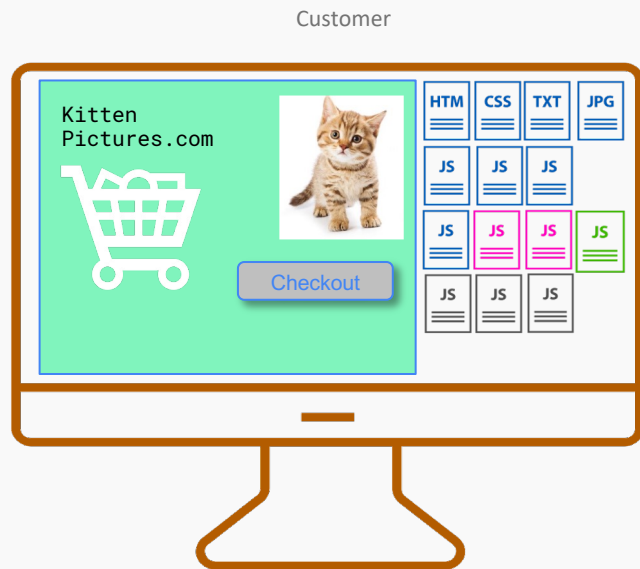 Customer
Kitten
Pictures.com
Checkout
HTM CSS TXT JPG
JS JS JS
JS JS JS JS
JS JS JS